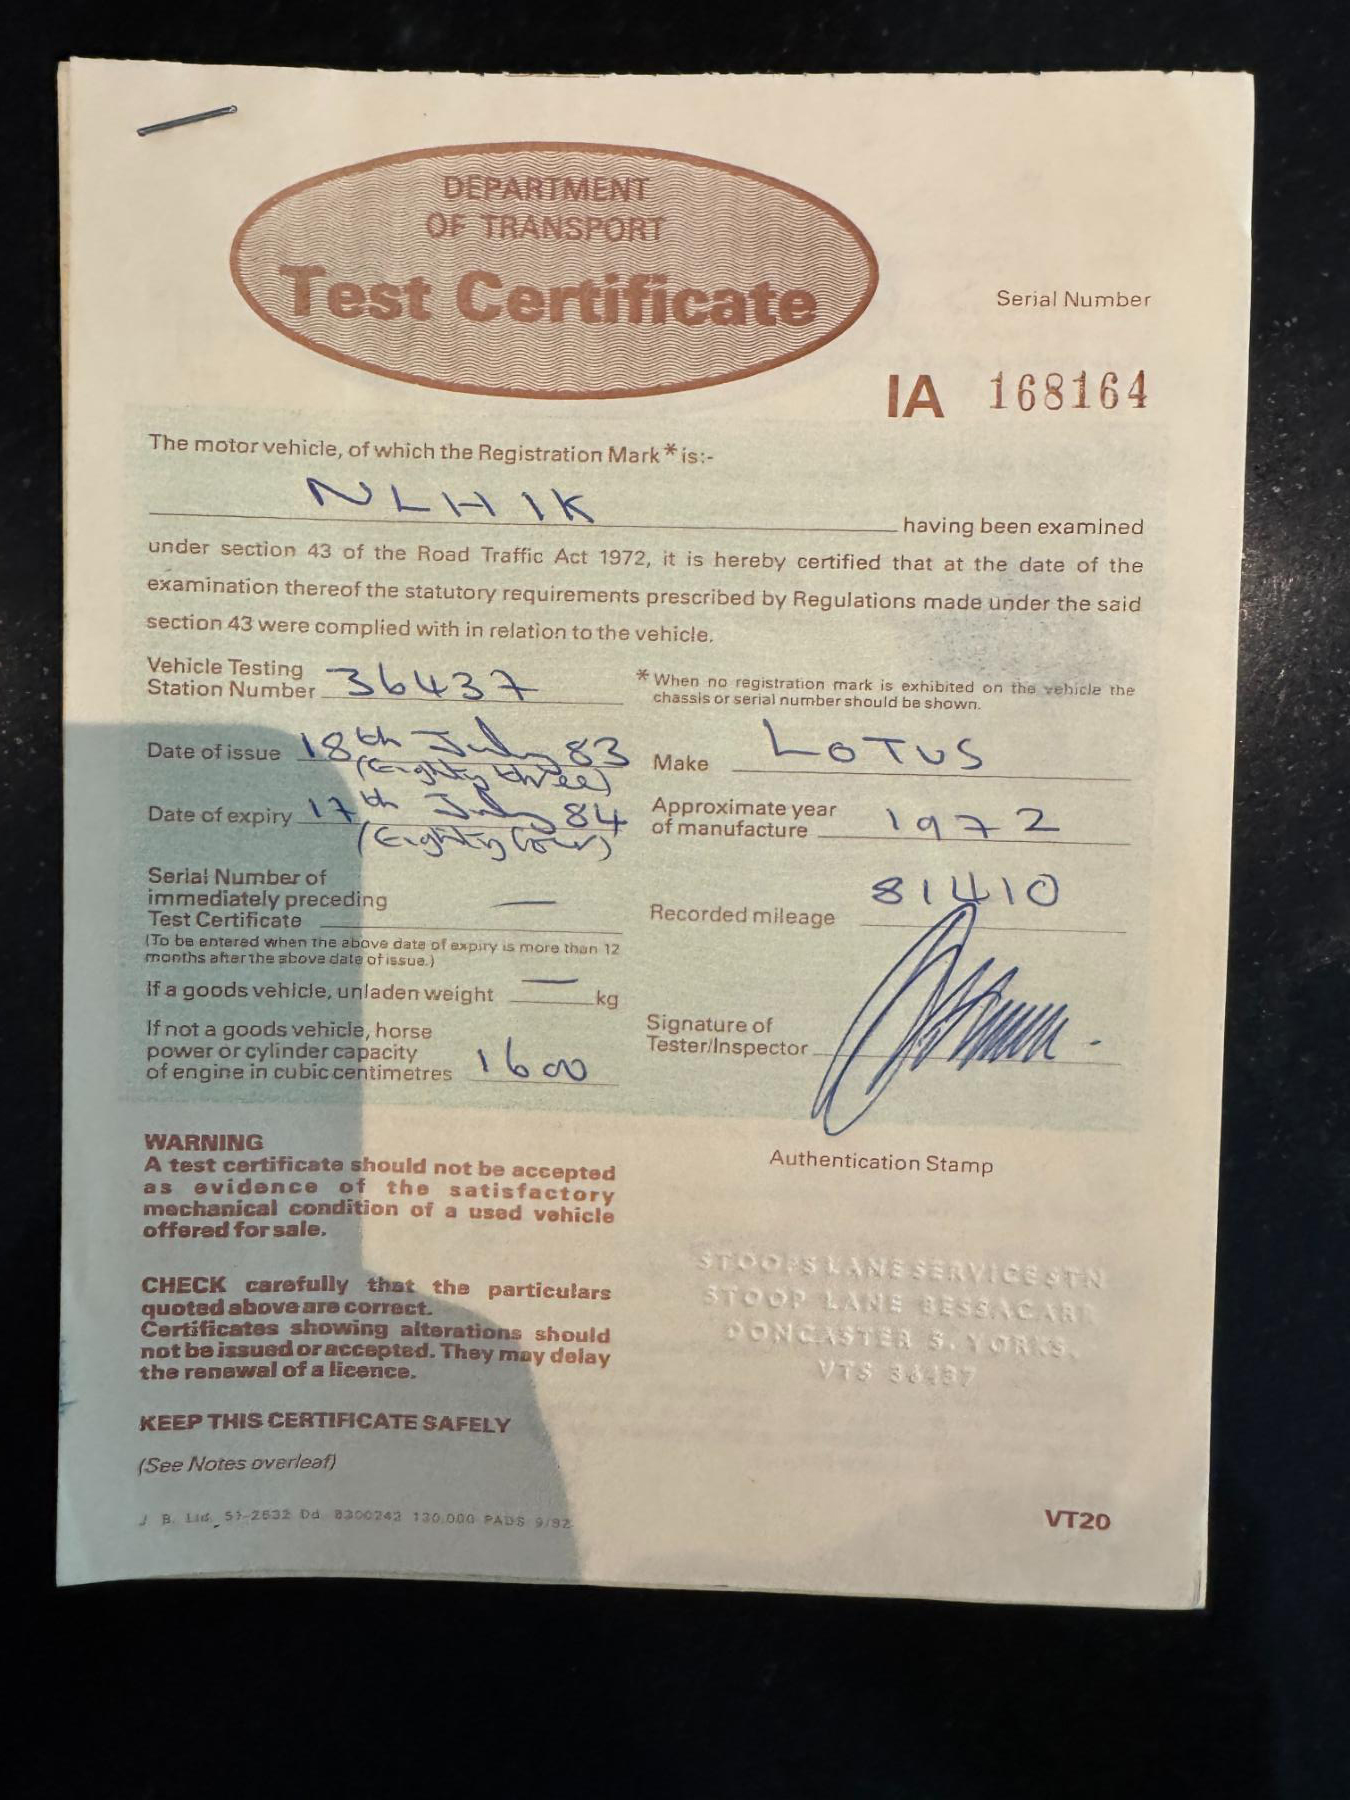 DEPARTMENT
OF TRANSPORT
Test Certificate
Serial Number
IA 168164
The motor vehicle, of which the Registration Mark * is:-
NLH 1K
having been examined
under section 43 of the Road Traffic Act 1972, it is hereby certified that at the date of the
examination thereof the statutory requirements prescribed by Regulations made under the said
section 43 were complied with in relation to the vehicle.
Vehicle Testing
Station Number 36437
* When no registration mark is exhibited on the vehicle the
chassis or serial number should be shown.
Date of issue 18th July 83
(Eighty three)
Make LOTUS
Date of expiry 17th July 84
(Eighty four)
Approximate year
of manufacture 1972
Serial Number of
immediately preceding
Test Certificate —
(To be entered when the above date of expiry is more than 12
months after the above date of issue.)
Recorded mileage 81410
If a goods vehicle, unladen weight — kg
If not a goods vehicle, horse
power or cylinder capacity
of engine in cubic centimetres 1600
Signature of
Tester/Inspector
WARNING
A test certificate should not be accepted
as evidence of the satisfactory
mechanical condition of a used vehicle
offered for sale.
CHECK carefully that the particulars
quoted above are correct.
Certificates showing alterations should
not be issued or accepted. They may delay
the renewal of a licence.
KEEP THIS CERTIFICATE SAFELY
(See Notes overleaf)
Authentication Stamp
STOOPS LANE SERVICE STN
STOOP LANE BESSACARR
DONCASTER S. YORKS.
VTS 36437
J. B. Ltd. 51-2632 Dd. 8300242 130,000 PADS 9/82
VT20